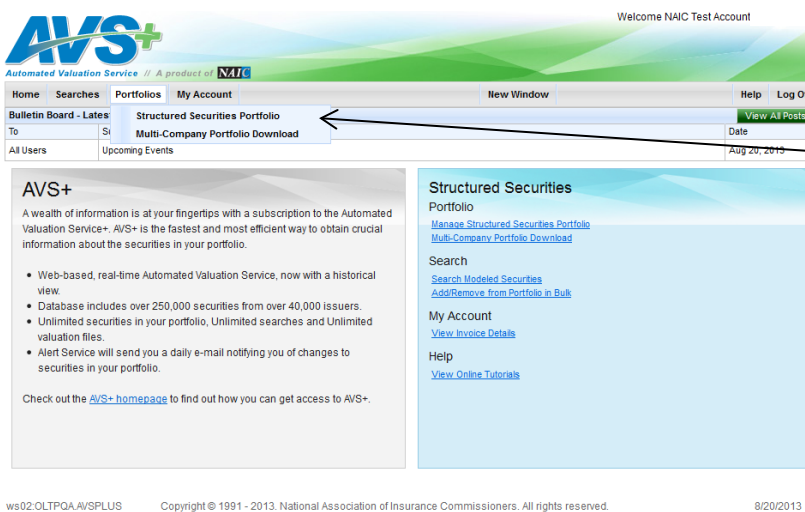 Welcome NAIC Test Account
AVS+
Automated Valuation Service // A product of NAIC
Home Searches Portfolios My Account New Window Help Log O
Bulletin Board - Lates View All Posts
Structured Securities Portfolio
Multi-Company Portfolio Download
To Su Date
All Users Upcoming Events Aug 20, 2013
AVS+
A wealth of information is at your fingertips with a subscription to the Automated
Valuation Service+. AVS+ is the fastest and most efficient way to obtain crucial
information about the securities in your portfolio.
• Web-based, real-time Automated Valuation Service, now with a historical
view.
• Database includes over 250,000 securities from over 40,000 issuers.
• Unlimited securities in your portfolio, Unlimited searches and Unlimited
valuation files.
• Alert Service will send you a daily e-mail notifying you of changes to
securities in your portfolio.
Check out the AVS+ homepage to find out how you can get access to AVS+.
Structured Securities
Portfolio
Manage Structured Securities Portfolio
Multi-Company Portfolio Download
Search
Search Modeled Securities
Add/Remove from Portfolio in Bulk
My Account
View Invoice Details
Help
View Online Tutorials
ws02:OLTPQA.AVSPLUS Copyright © 1991 - 2013. National Association of Insurance Commissioners. All rights reserved. 8/20/2013